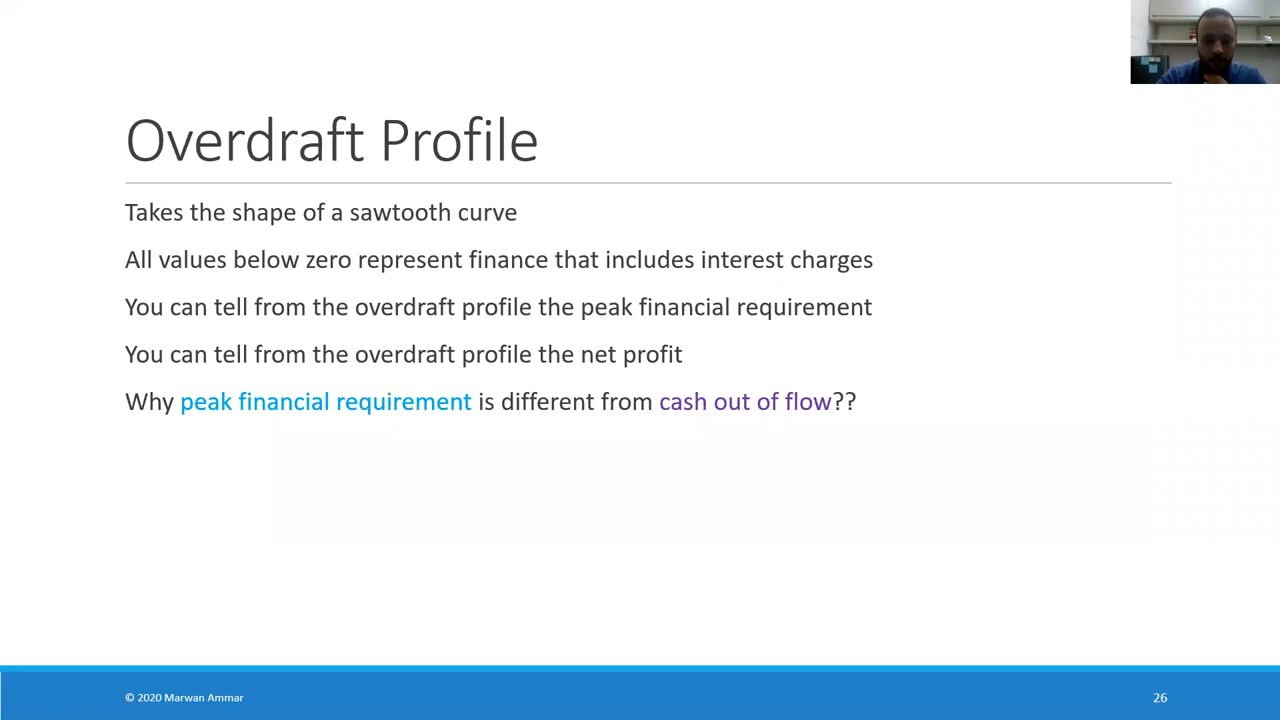 Overdraft Profile
Takes the shape of a sawtooth curve
All values below zero represent finance that includes interest charges
You can tell from the overdraft profile the peak financial requirement
You can tell from the overdraft profile the net profit
Why peak financial requirement is different from cash out of flow??
© 2020 Marwan Ammar
26